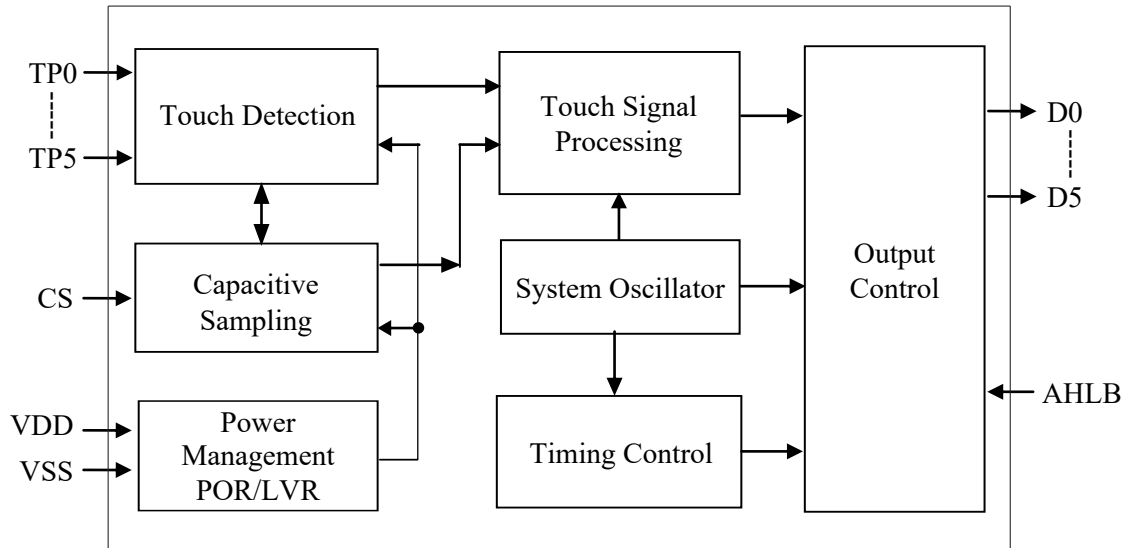 TP0
TP5
Touch Detection
Touch Signal
Processing
D0
D5
CS
Capacitive
Sampling
System Oscillator
Output
Control
VDD
VSS
Power
Management
POR/LVR
Timing Control
AHLB